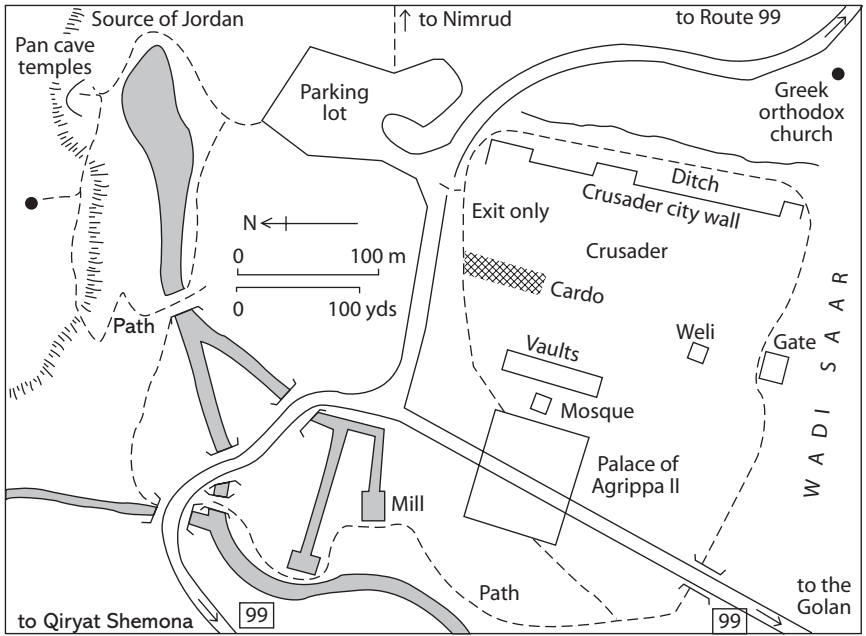 Source of Jordan
to Nimrud
to Route 99
Pan cave
temples
Parking
lot
Greek
orthodox
church
Ditch
Crusader city wall
Exit only
N
0 100 m
0 100 yds
Crusader
Cardo
Path
Weli
Gate
Vaults
Mosque
WADI SAAR
Palace of
Agrippa II
Mill
Path
to the
Golan
to Qiryat Shemona
99
99